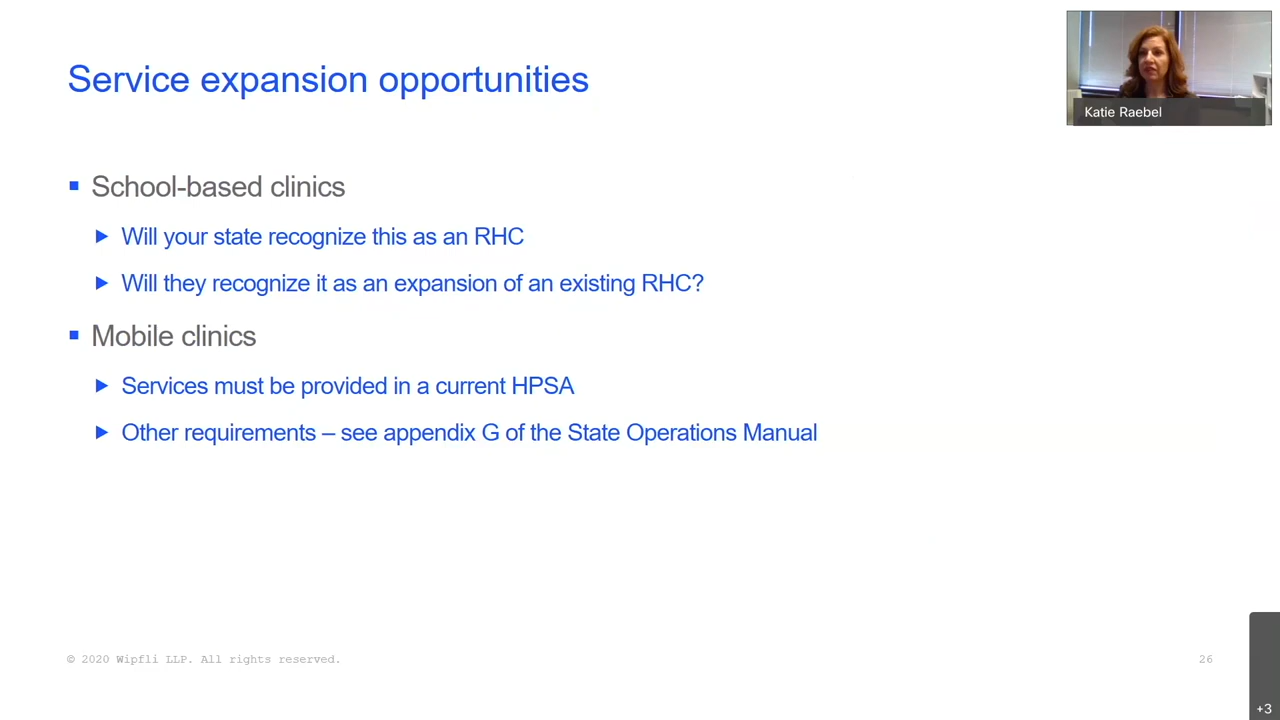 Service expansion opportunities
Katie Raebel
School-based clinics
Will your state recognize this as an RHC
Will they recognize it as an expansion of an existing RHC?
Mobile clinics
Services must be provided in a current HPSA
Other requirements – see appendix G of the State Operations Manual
© 2020 Wipfli LLP. All rights reserved.
26
+3